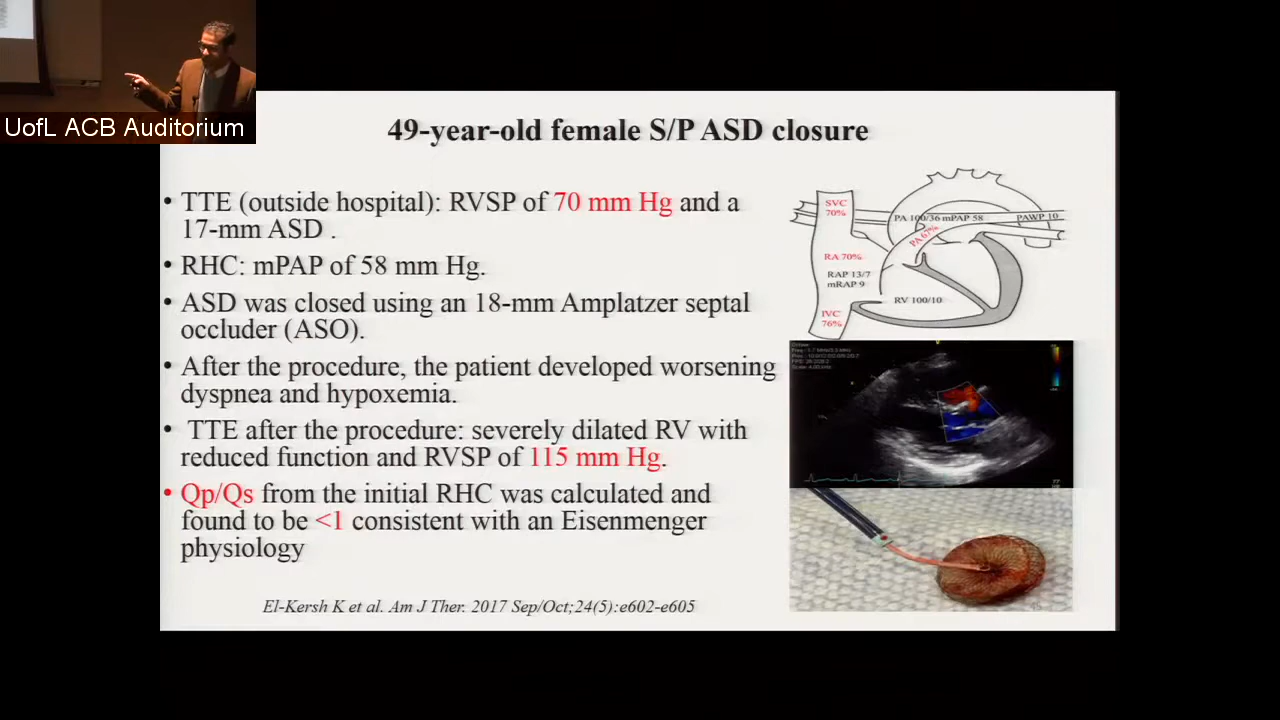 UofL ACB Auditorium
49-year-old female S/P ASD closure
• TTE (outside hospital): RVSP of 70 mm Hg and a
17-mm ASD .
• RHC: mPAP of 58 mm Hg.
• ASD was closed using an 18-mm Amplatzer septal
occluder (ASO).
• After the procedure, the patient developed worsening
dyspnea and hypoxemia.
• TTE after the procedure: severely dilated RV with
reduced function and RVSP of 115 mm Hg.
• Qp/Qs from the initial RHC was calculated and
found to be <1 consistent with an Eisenmenger
physiology
El-Kersh K et al. Am J Ther. 2017 Sep/Oct;24(5):e602-e605
SVC
70%
PA 100/36 mPAP 58
PAWP 10
PA 67%
RA 70%
RAP 13/7
mRAP 9
RV 100/10
IVC
76%